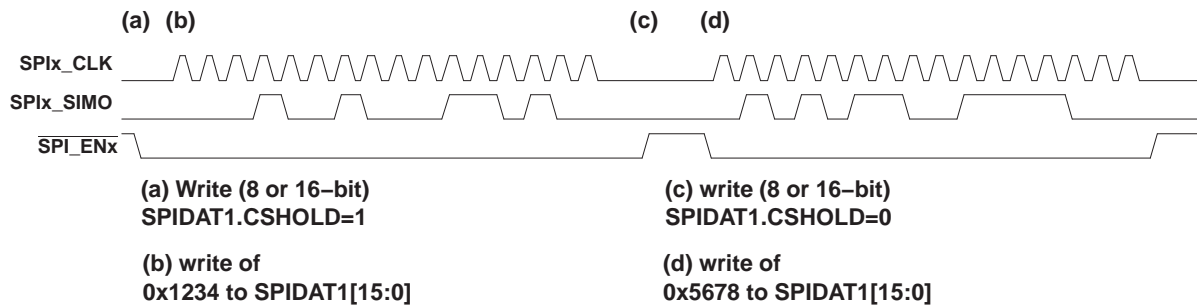 (a) (b) (c) (d)
SPIx_CLK
SPIx_SIMO
SPI_ENx
(a) Write (8 or 16–bit)
SPIDAT1.CSHOLD=1
(b) write of
0x1234 to SPIDAT1[15:0]
(c) write (8 or 16–bit)
SPIDAT1.CSHOLD=0
(d) write of
0x5678 to SPIDAT1[15:0]